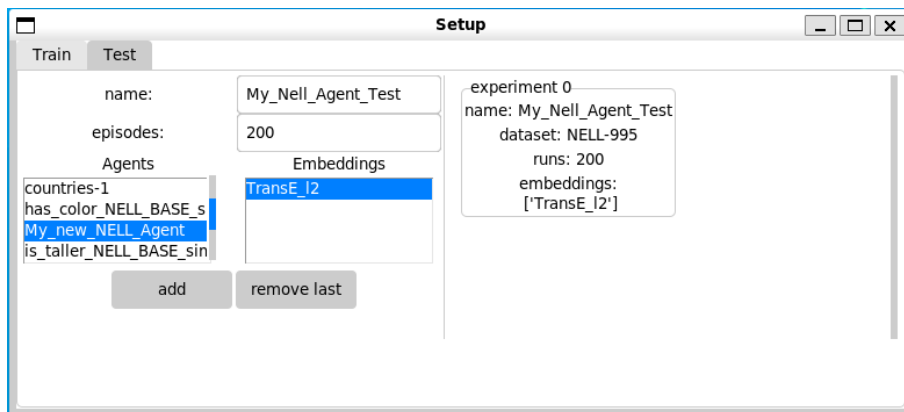 Setup
Train Test
name: My_Nell_Agent_Test
episodes: 200
Agents Embeddings
countries-1
has_color_NELL_BASE_s
My_new_NELL_Agent
is_taller_NELL_BASE_sin
TransE_l2
add remove last
experiment 0
name: My_Nell_Agent_Test
dataset: NELL-995
runs: 200
embeddings:
['TransE_l2']